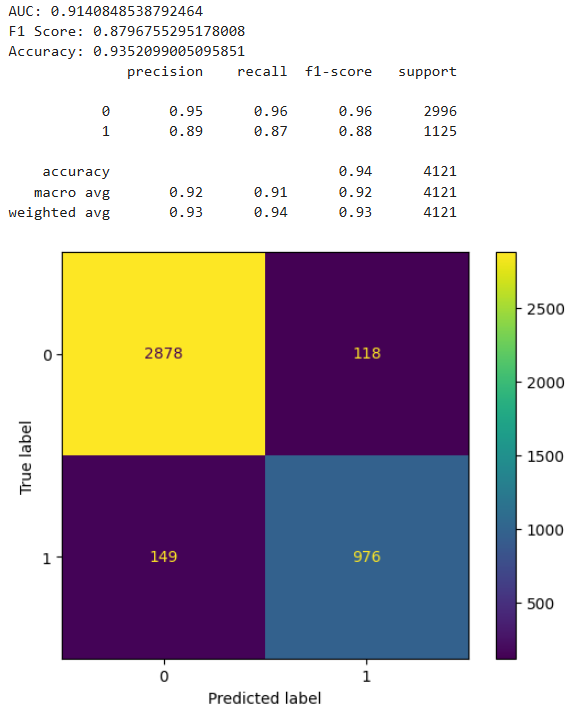 AUC: 0.9140848538792464
F1 Score: 0.8796755295178008
Accuracy: 0.9352099005095851
precision recall f1-score support
0 0.95 0.96 0.96 2996
1 0.89 0.87 0.88 1125
accuracy 0.94 4121
macro avg 0.92 0.91 0.92 4121
weighted avg 0.93 0.94 0.93 4121
2500
0 2878 118
2000
True label
1500
1000
1 149 976
500
0 1
Predicted label